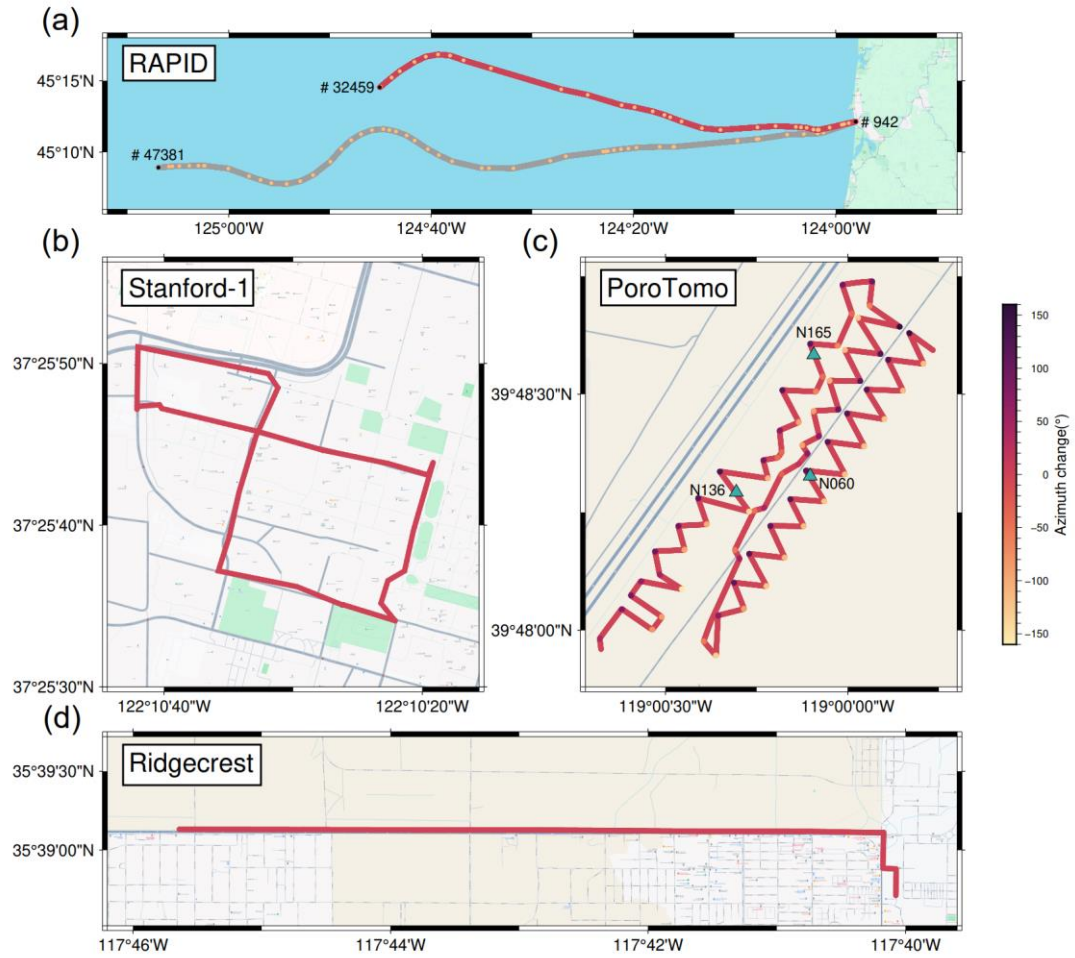 (a)
RAPID
45°15'N
45°10'N
# 32459
# 942
# 47381
125°00'W
124°40'W
124°20'W
124°00'W
(b)
Stanford-1
37°25'50"N
37°25'40"N
37°25'30"N
122°10'40"W
122°10'20"W
(c)
PoroTomo
N165
N136
N060
39°48'30"N
39°48'00"N
119°00'30"W
119°00'00"W
150
100
50
0
−50
−100
−150
Azimuth change(°)
(d)
Ridgecrest
35°39'30"N
35°39'00"N
117°46'W
117°44'W
117°42'W
117°40'W